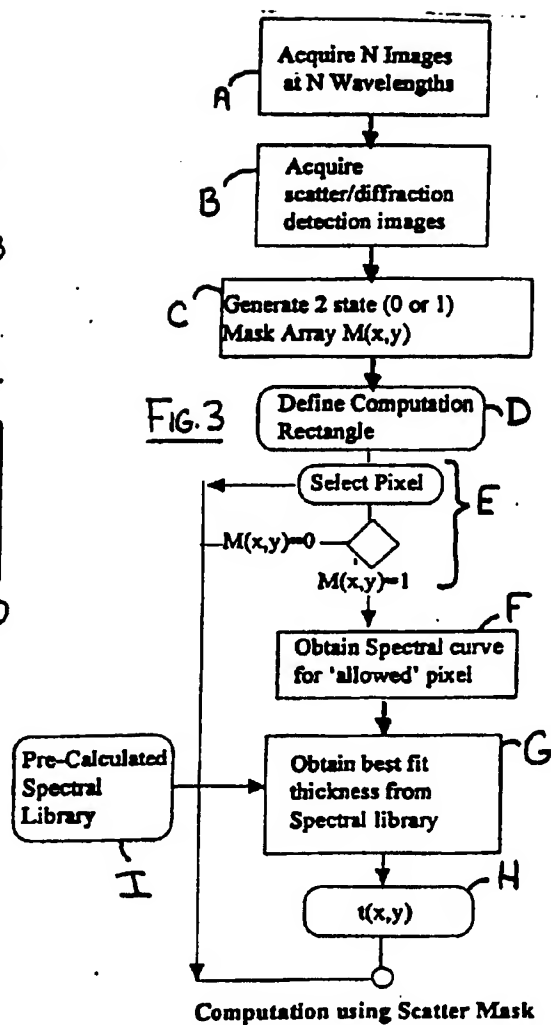 Acquire N Images
at N Wavelengths
A
Acquire
scatter/diffraction
detection images
B
Generate 2 state (0 or 1)
Mask Array M(x,y)
C
FIG. 3
Define Computation
Rectangle
D
Select Pixel
E
M(x,y)=0
M(x,y)=1
F
Obtain Spectral curve
for 'allowed' pixel
G
Pre-Calculated
Spectral
Library
Obtain best fit
thickness from
Spectral library
I
H
t(x,y)
Computation using Scatter Mask